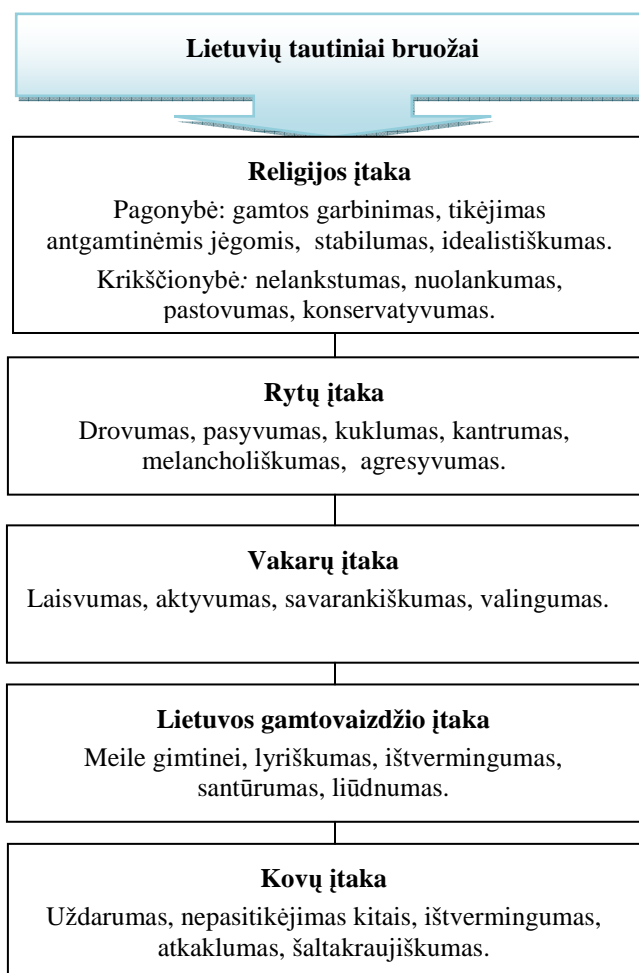 Lietuvių tautiniai bruožai
Religijos įtaka
Pagonybė: gamtos garbinimas, tikėjimas
antgamtinėmis jėgomis, stabilumas, idealistiškumas.
Krikščionybė: nelankstumas, nuolankumas,
pastovumas, konservatyvumas.
Rytų įtaka
Drovumas, pasyvumas, kuklumas, kantrumas,
melancholiškumas, agresyvumas.
Vakarų įtaka
Laisvumas, aktyvumas, savarankiškumas, valingumas.
Lietuvos gamtovaizdžio įtaka
Meile gimtinei, lyriškumas, ištvermingumas,
santūrumas, liūdnumas.
Kovų įtaka
Uždarumas, nepasitikėjimas kitais, ištvermingumas,
atkaklumas, šaltakraujiškumas.